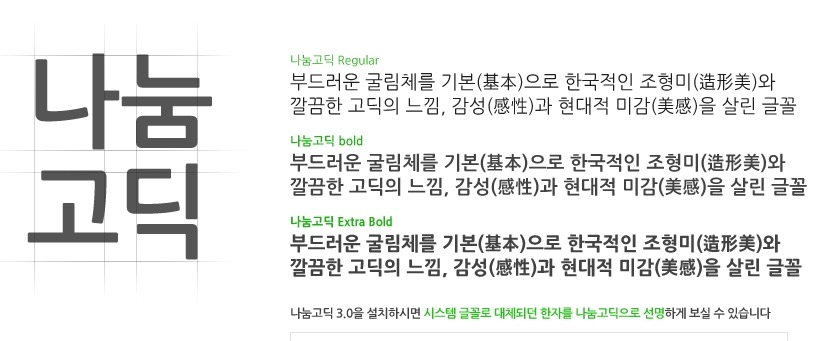 나눔
고딕
나눔고딕 Regular
부드러운 굴림체를 기본(基本)으로 한국적인 조형미(造形美)와
깔끔한 고딕의 느낌, 감성(感性)과 현대적 미감(美感)을 살린 글꼴
나눔고딕 bold
부드러운 굴림체를 기본(基本)으로 한국적인 조형미(造形美)와
깔끔한 고딕의 느낌, 감성(感性)과 현대적 미감(美感)을 살린 글꼴
나눔고딕 Extra Bold
부드러운 굴림체를 기본(基本)으로 한국적인 조형미(造形美)와
깔끔한 고딕의 느낌, 감성(感性)과 현대적 미감(美感)을 살린 글꼴
나눔고딕 3.0을 설치하시면 시스템 글꼴로 대체되던 한자를 나눔고딕으로 선명하게 보실 수 있습니다